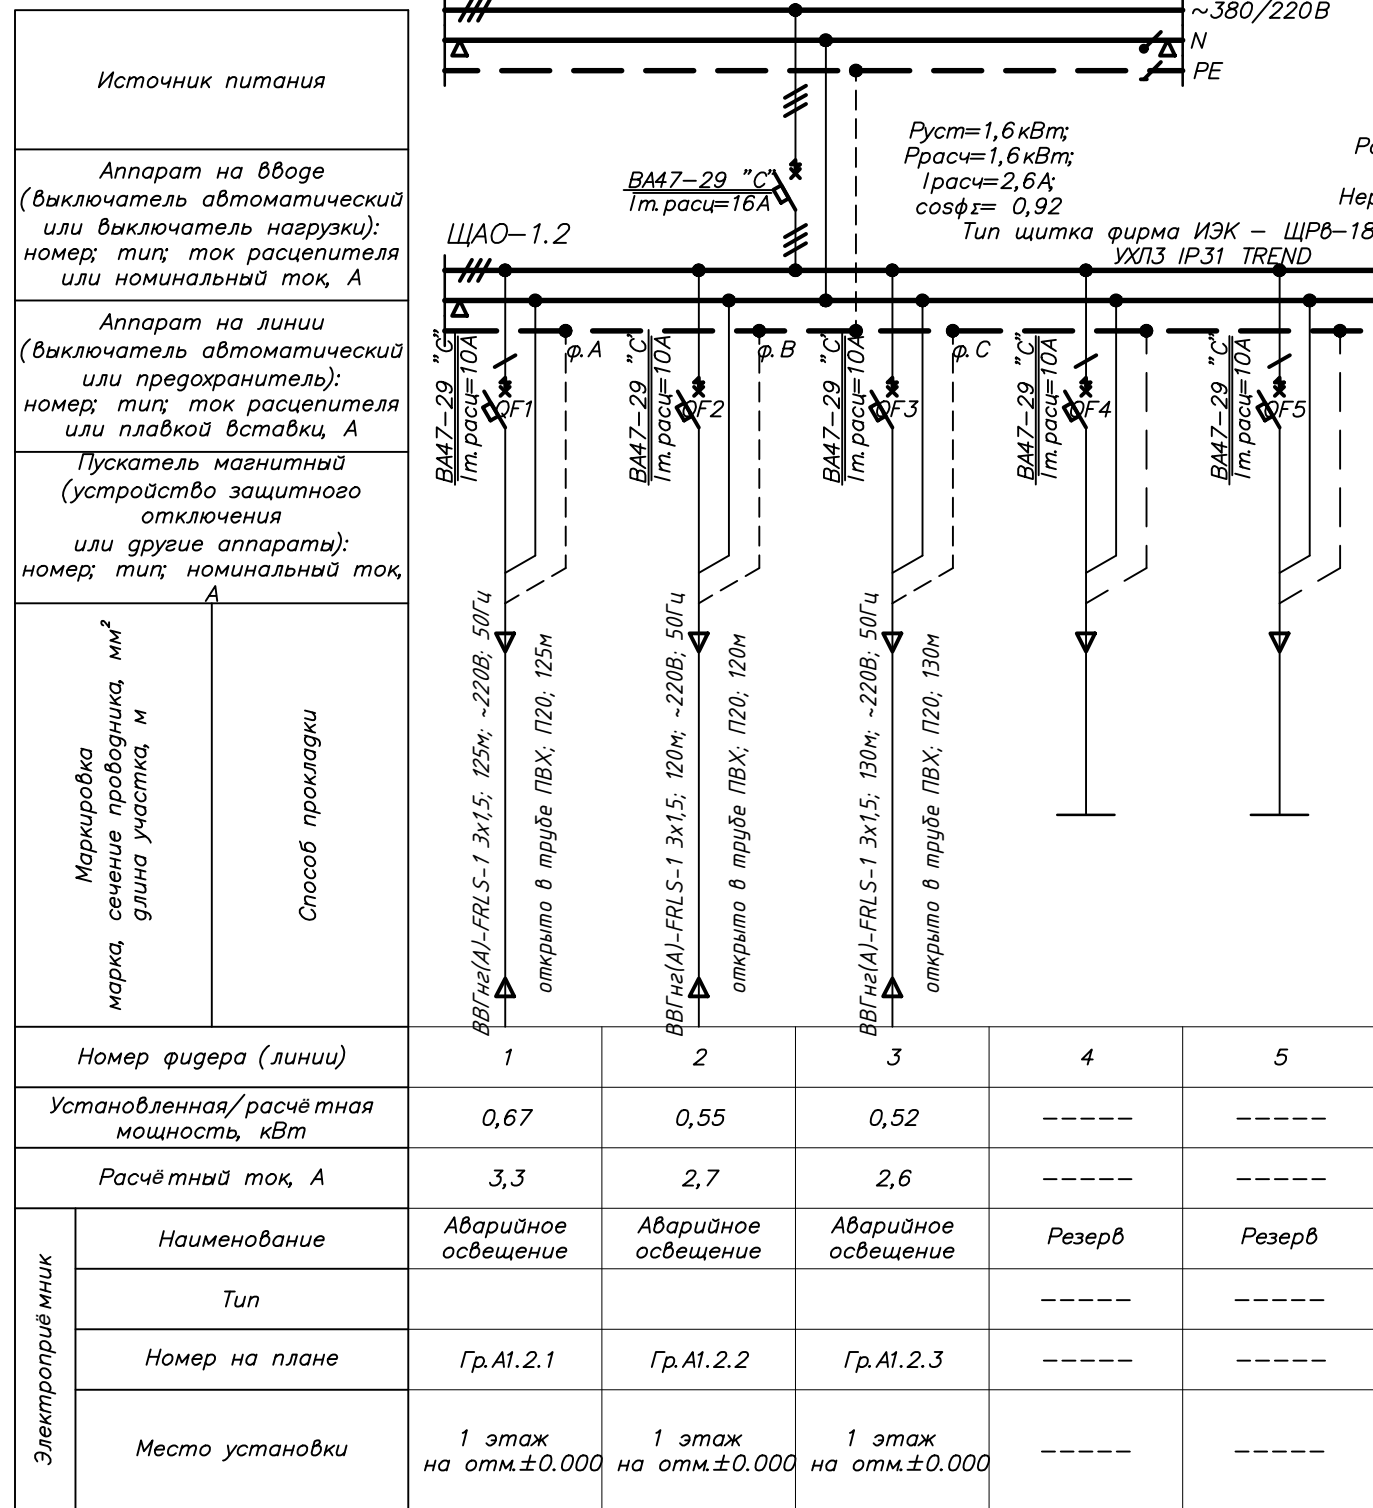 ~380/220В
N
PE
Источник питания
Руст=1,6кВт;
Ррасч=1,6кВт;
Iрасч=2,6А;
cosφΣ= 0,92
Аппарат на вводе
(выключатель автоматический
или выключатель нагрузки):
номер; тип; ток расцепителя
или номинальный ток, А
ВА47-29 "С"
Iт.расц=16А
ЩАО-1.2
Тип щитка фирма ИЭК - ЩРв-18
УХЛ3 IP31 TREND
Аппарат на линии
(выключатель автоматический
или предохранитель):
номер; тип; ток расцепителя
или плавкой вставки, А
ВА47-29 "С"
Iт.расц=10А
ф.А
QF1
ВА47-29 "С"
Iт.расц=10А
ф.В
QF2
ВА47-29 "С"
Iт.расц=10А
ф.С
QF3
ВА47-29 "С"
Iт.расц=10А
QF4
ВА47-29 "С"
Iт.расц=10А
QF5
Пускатель магнитный
(устройство защитного
отключения
или другие аппараты):
номер; тип; номинальный ток,
А
Маркировка
марка, сечение проводника, мм²
длина участка, м
Способ прокладки
ВВГнг(А)-FRLS-1 3х1,5; 125м; ~220В; 50Гц
открыто в трубе ПВХ; П20; 125м
ВВГнг(А)-FRLS-1 3х1,5; 120м; ~220В; 50Гц
открыто в трубе ПВХ; П20; 120м
ВВГнг(А)-FRLS-1 3х1,5; 130м; ~220В; 50Гц
открыто в трубе ПВХ; П20; 130м
Номер фидера (линии)
1
2
3
4
5
Установленная/расчётная
мощность, кВт
0,67
0,55
0,52
-----
-----
Расчётный ток, А
3,3
2,7
2,6
-----
-----
Электроприёмник
Наименование
Аварийное
освещение
Аварийное
освещение
Аварийное
освещение
Резерв
Резерв
Тип
-----
-----
Номер на плане
Гр.А1.2.1
Гр.А1.2.2
Гр.А1.2.3
-----
-----
Место установки
1 этаж
на отм.±0.000
1 этаж
на отм.±0.000
1 этаж
на отм.±0.000
-----
-----